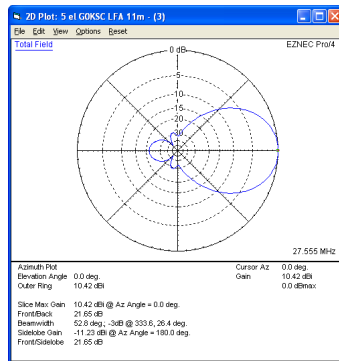 2D Plot: 5 el G0KSC LFA 11m - (3)
File Edit View Options Reset
Total Field
EZNEC Pro/4
0 dB
-5
-10
-15
-20
-30
27.555 MHz
Azimuth Plot
Elevation Angle 0.0 deg.
Outer Ring 10.42 dBi
Cursor Az 0.0 deg.
Gain 10.42 dBi
0.0 dBmax
Slice Max Gain 10.42 dBi @ Az Angle = 0.0 deg.
Front/Back 21.65 dB
Beamwidth 52.8 deg.; -3dB @ 333.6, 26.4 deg.
Sidelobe Gain -11.23 dBi @ Az Angle = 180.0 deg.
Front/Sidelobe 21.65 dB